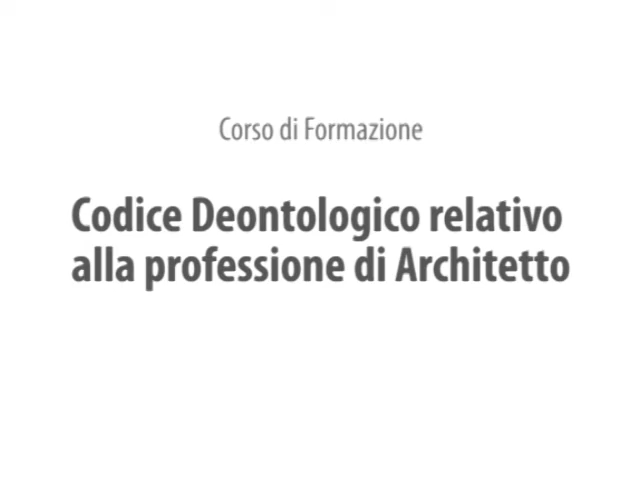 Corso di Formazione
Codice Deontologico relativo
alla professione di Architetto